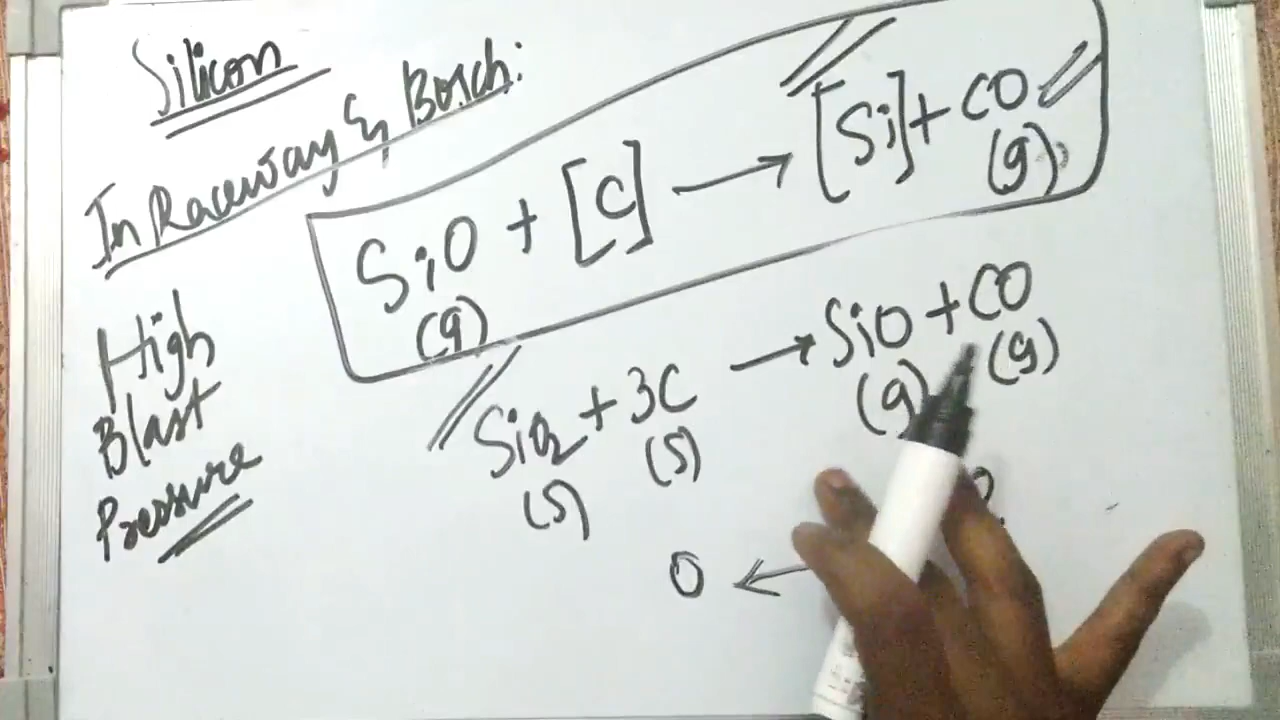 Silicon
In Raceway & Bosch:
SiO + [C] → [Si] + CO
(g) (g)
High
Blast
Pressure
SiO2 + 3C → SiO + CO
(s) (s) (g) (g)
O ←